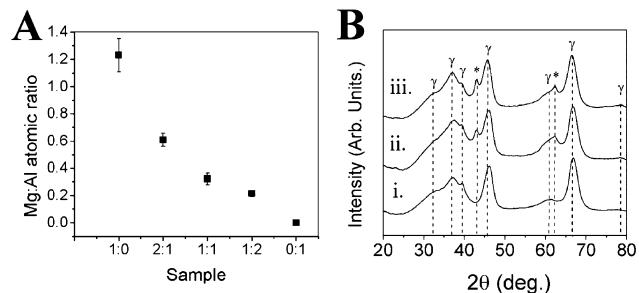 A
Mg:Al atomic ratio
1.4
1.2
1.0
0.8
0.6
0.4
0.2
0.0
1:0 2:1 1:1 1:2 0:1
Sample
B
Intensity (Arb. Units.)
iii.
ii.
i.
γ γ γ * γ γ * γ γ
20 30 40 50 60 70 80
2θ (deg.)